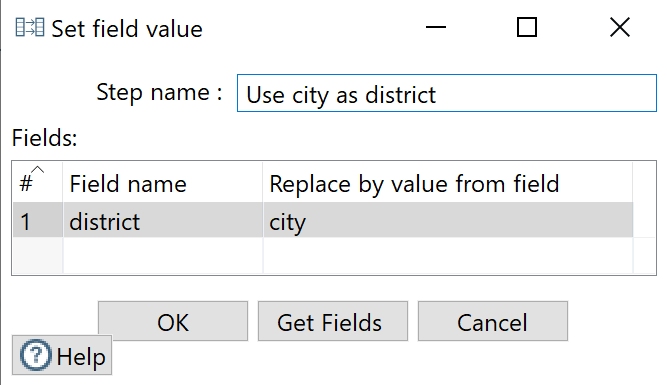 Set field value
Step name : Use city as district
Fields:
# Field name Replace by value from field
1 district city
OK Get Fields Cancel
Help